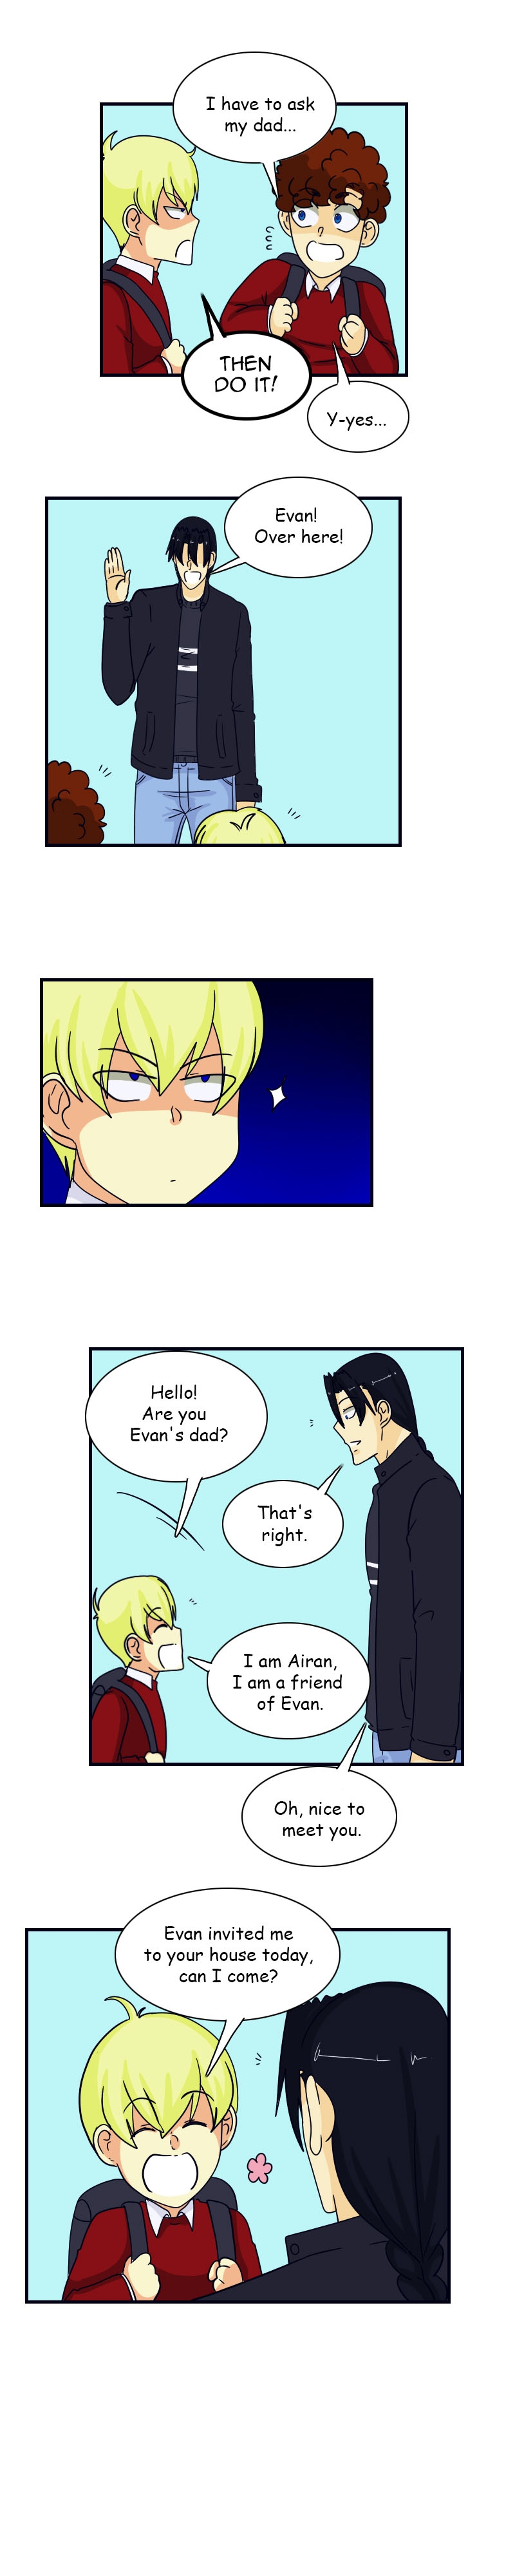 I have to ask
my dad...
THEN
DO IT!
Y-yes...
Evan!
Over here!
Hello!
Are you
Evan's dad?
That's
right.
I am Airan,
I am a friend
of Evan.
Oh, nice to
meet you.
Evan invited me
to your house today,
can I come?